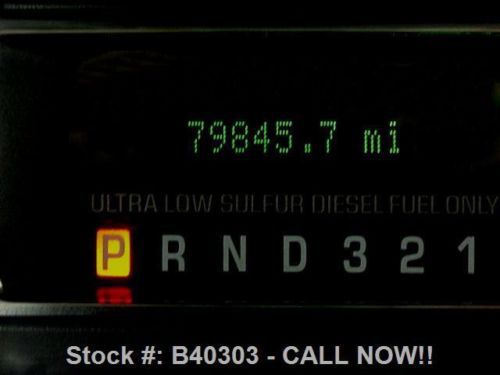 79845.7 mi
ULTRA LOW SULFUR DIESEL FUEL ONLY
P R N D 3 2 1
Stock #: B40303 - CALL NOW!!